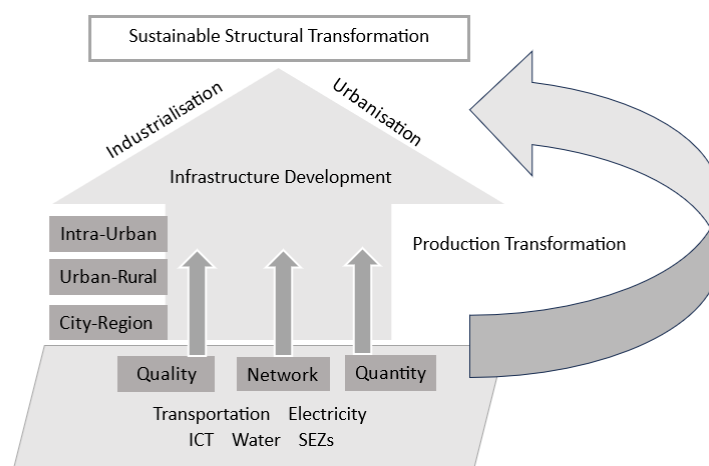 Sustainable Structural Transformation
Industrialisation
Urbanisation
Infrastructure Development
Intra-Urban
Urban-Rural
City-Region
Production Transformation
Quality
Network
Quantity
Transportation Electricity
ICT Water SEZs